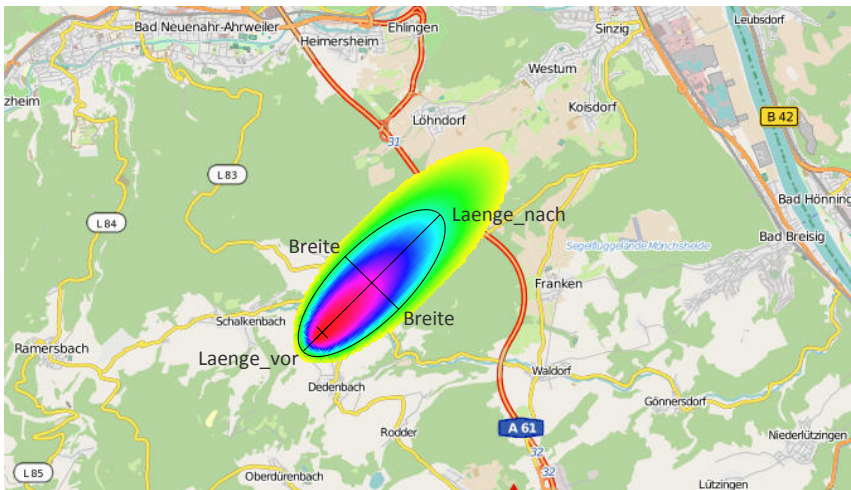 Bad Neuenahr-Ahrweiler
Ehlingen
Heimersheim
Sinzig
Leubsdorf
Westum
zheim
Koisdorf
Löhndorf
B 42
31
L 83
Bad Hönning
L 84
Laenge_nach
Breite
Segelfluggelände Mönchsheide
Bad Breisig
Franken
Schalkenbach
Breite
Ramersbach
Laenge_vor
Dedenbach
Waldorf
Gönnersdorf
A 61
Rodder
Niederlützingen
32
L 85
Oberdürenbach
32
Lützingen